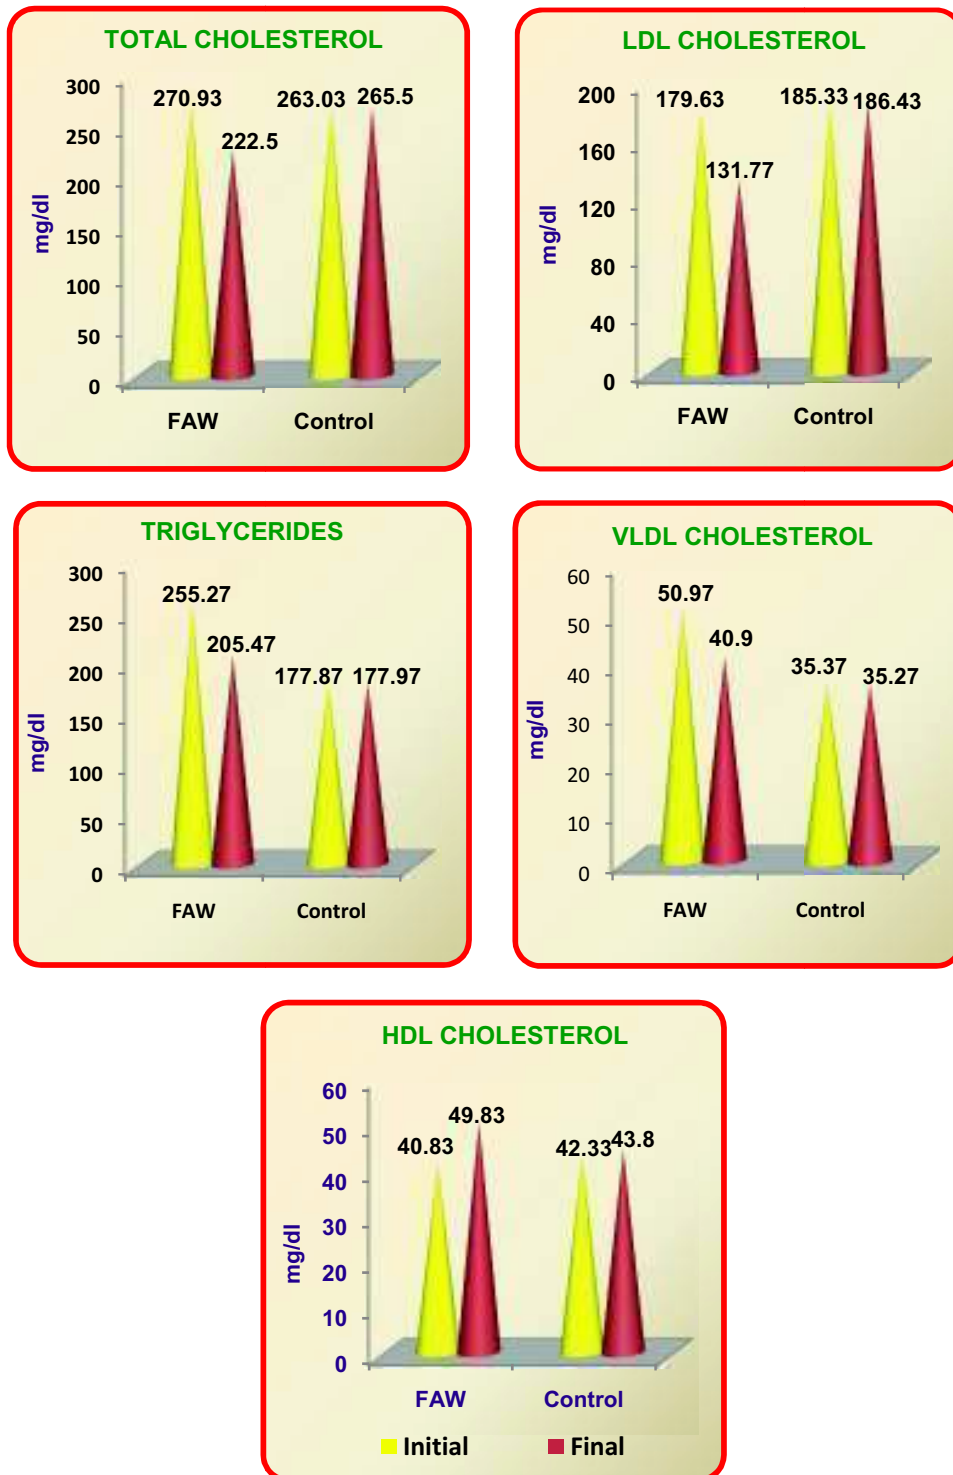 TOTAL CHOLESTEROL
300
250
200
150
100
50
0
mg/dl
270.93
222.5
263.03
265.5
FAW
Control
LDL CHOLESTEROL
200
160
120
80
40
0
mg/dl
179.63
131.77
185.33
186.43
FAW
Control
TRIGLYCERIDES
300
250
200
150
100
50
0
mg/dl
255.27
205.47
177.87
177.97
FAW
Control
VLDL CHOLESTEROL
60
50
40
30
20
10
0
mg/dl
50.97
40.9
35.37
35.27
FAW
Control
HDL CHOLESTEROL
60
50
40
30
20
10
0
mg/dl
40.83
49.83
42.33
43.8
FAW
Control
Initial
Final